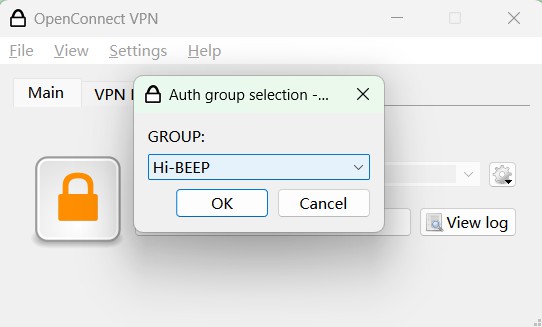 OpenConnect VPN
File View Settings Help
Main VPN I
Auth group selection -...
GROUP:
Hi-BEEP
OK Cancel
View log